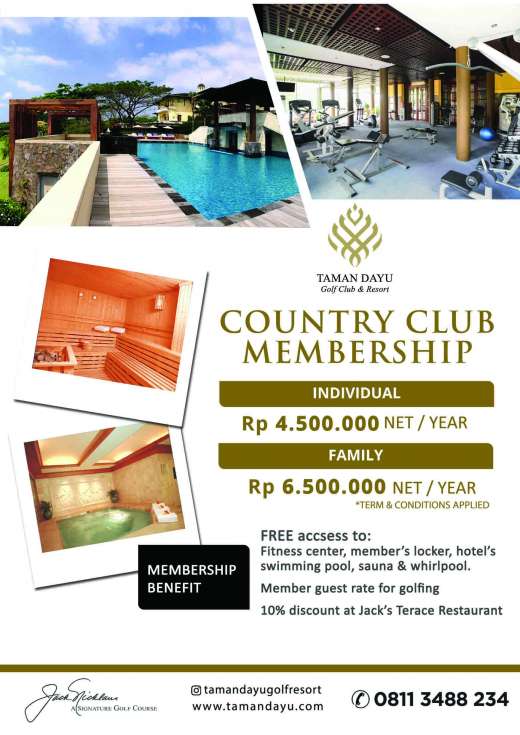 TAMAN DAYU
Golf Club & Resort
COUNTRY CLUB
MEMBERSHIP
INDIVIDUAL
Rp 4.500.000 NET / YEAR
FAMILY
Rp 6.500.000 NET / YEAR
*TERM & CONDITIONS APPLIED
MEMBERSHIP
BENEFIT
FREE accsess to:
Fitness center, member's locker, hotel's
swimming pool, sauna & whirlpool.
Member guest rate for golfing
10% discount at Jack's Terace Restaurant
Jack Nicklaus
A SIGNATURE GOLF COURSE
tamandayugolfresort
www.tamandayu.com
0811 3488 234